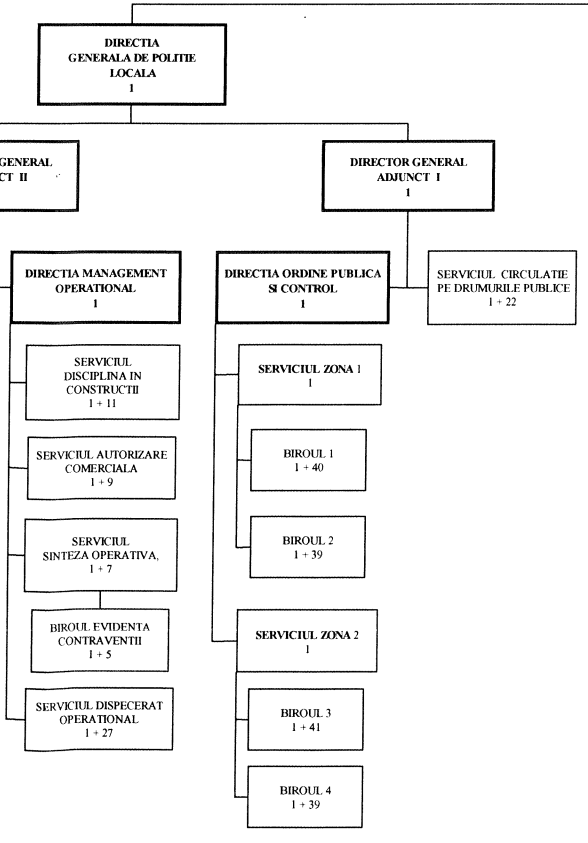 DIRECTIA
GENERALA DE POLITIE
LOCALA
1
GENERAL
CT II
DIRECTOR GENERAL
ADJUNCT I
1
DIRECTIA MANAGEMENT
OPERATIONAL
1
DIRECTIA ORDINE PUBLICA
SI CONTROL
1
SERVICIUL CIRCULATIE
PE DRUMURILE PUBLICE
1 + 22
SERVICIUL
DISCIPLINA IN
CONSTRUCTII
1 + 11
SERVICIUL AUTORIZARE
COMERCIALA
1 + 9
SERVICIUL
SINTEZA OPERATIVA,
1 + 7
BIROUL EVIDENTA
CONTRAVENTII
1 + 5
SERVICIUL DISPECERAT
OPERATIONAL
1 + 27
SERVICIUL ZONA 1
1
BIROUL 1
1 + 40
BIROUL 2
1 + 39
SERVICIUL ZONA 2
1
BIROUL 3
1 + 41
BIROUL 4
1 + 39